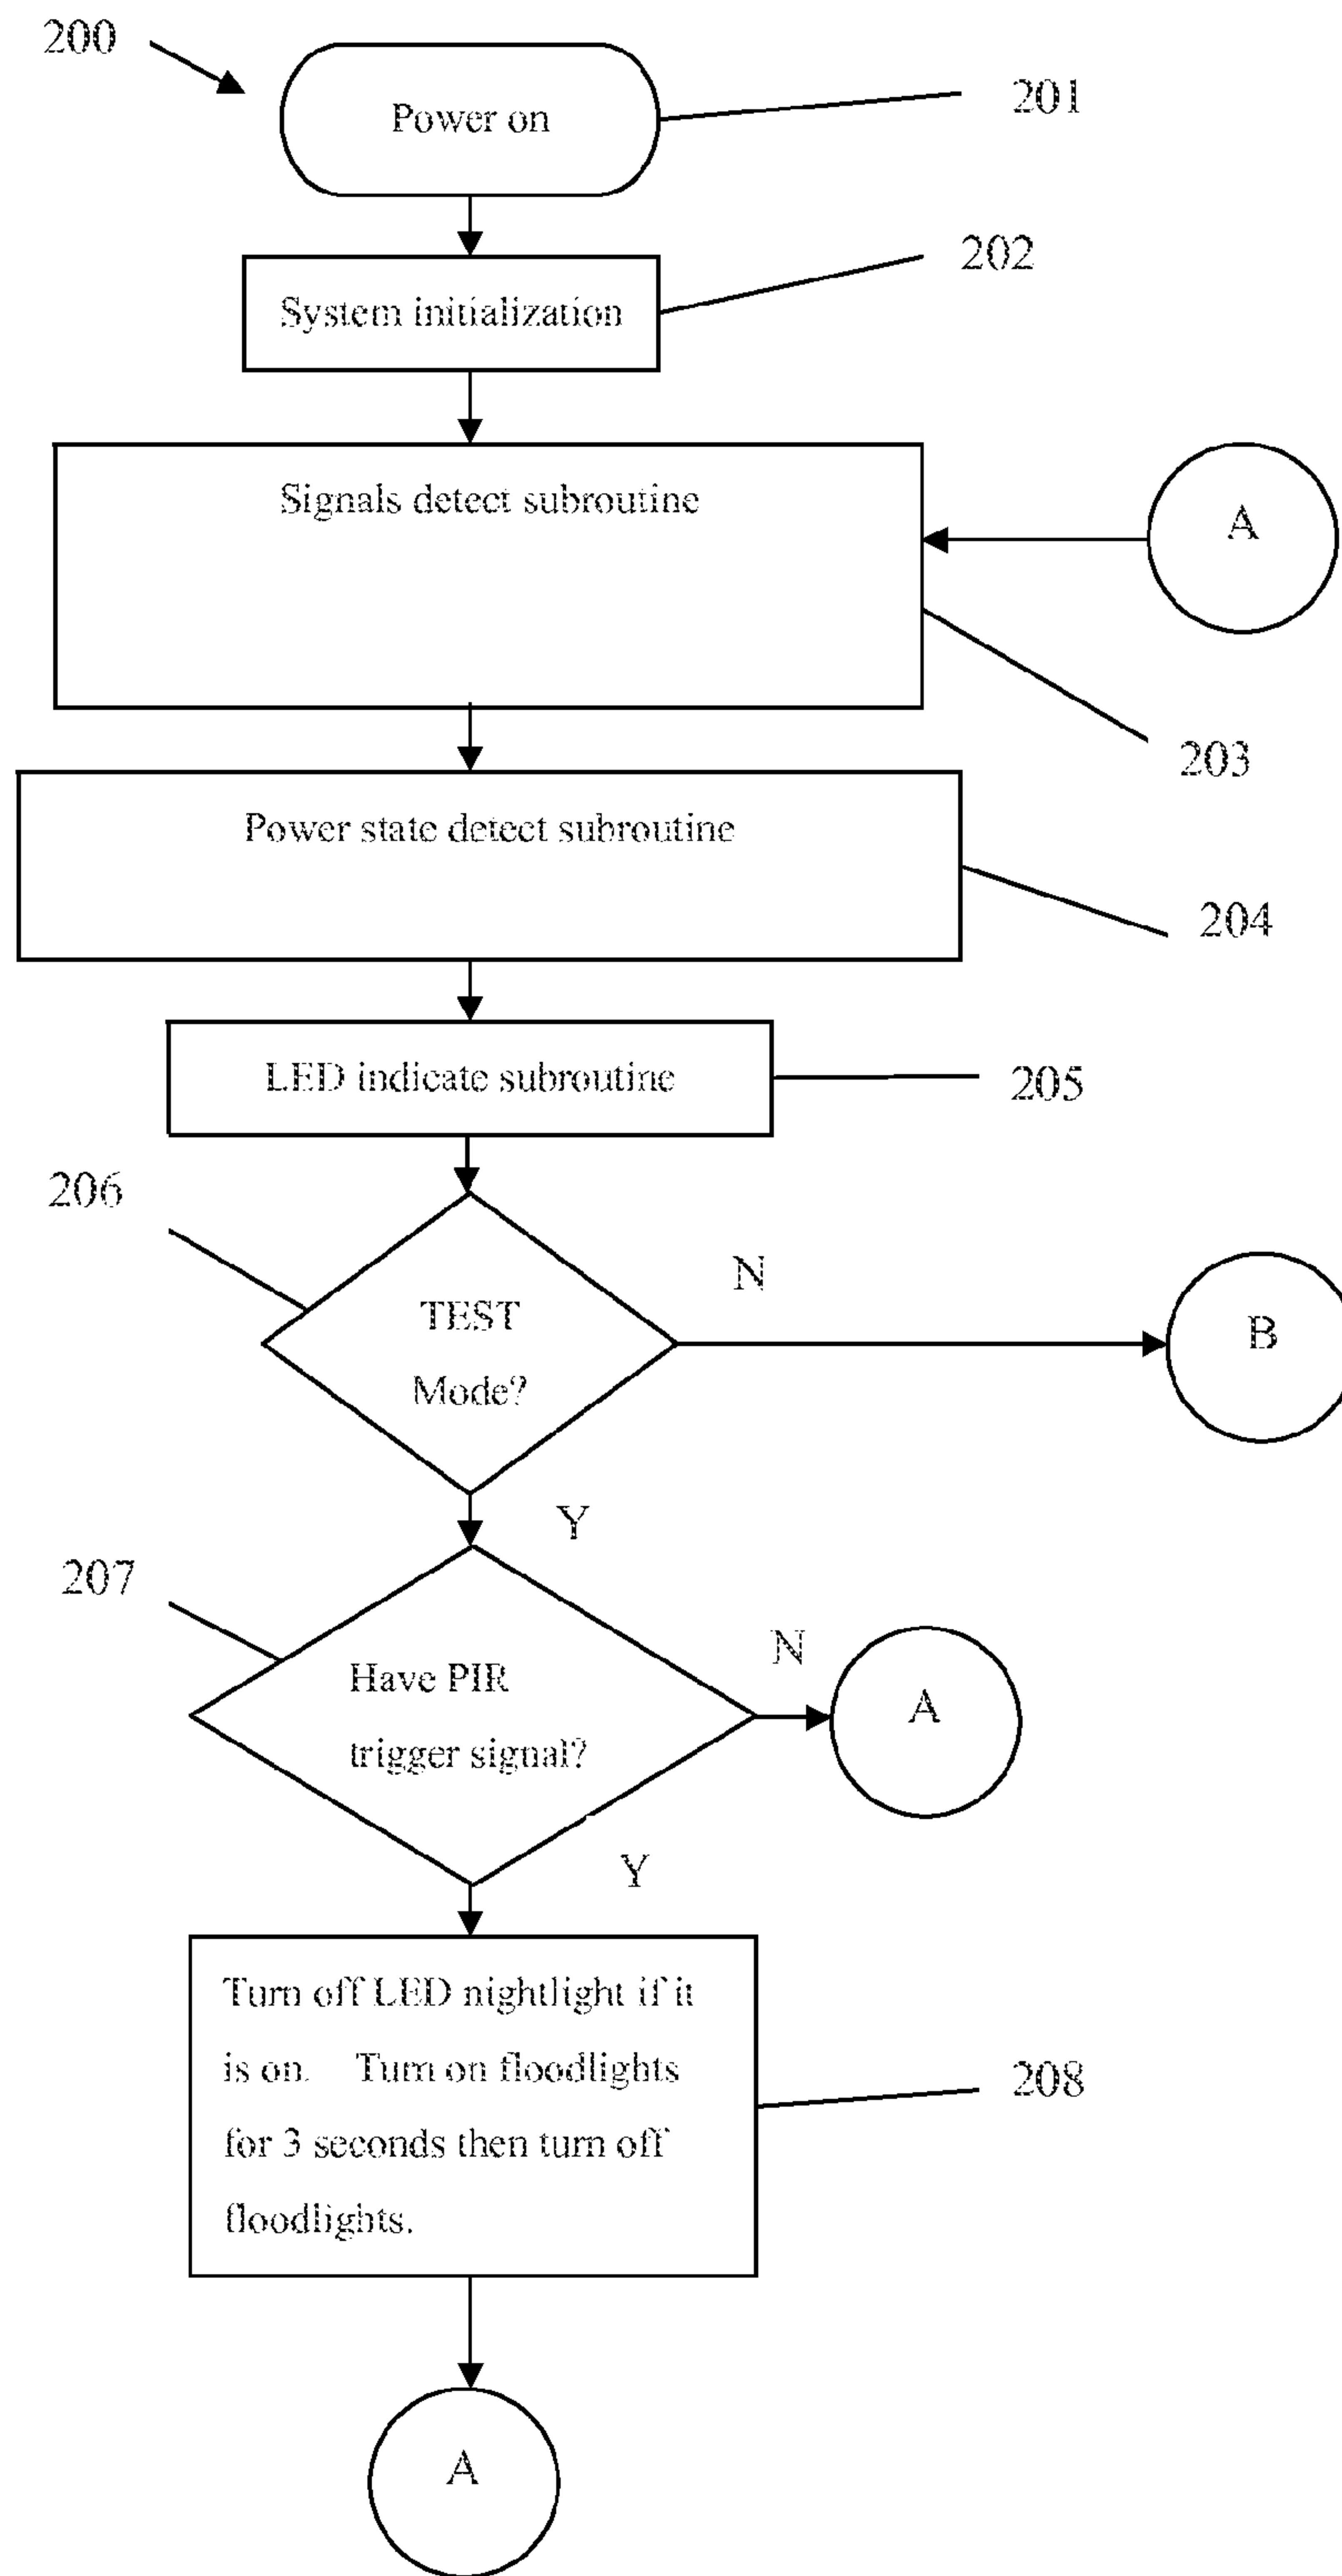 200
Power on
201
202
System initialization
Signals detect subroutine
A
203
Power state detect subroutine
204
LED indicate subroutine
205
206
N
TEST
Mode?
B
Y
207
N
Have PIR
trigger signal?
A
Y
Turn off LED nightlight if it
is on. Turn on floodlights
for 3 seconds then turn off
floodlights.
208
A